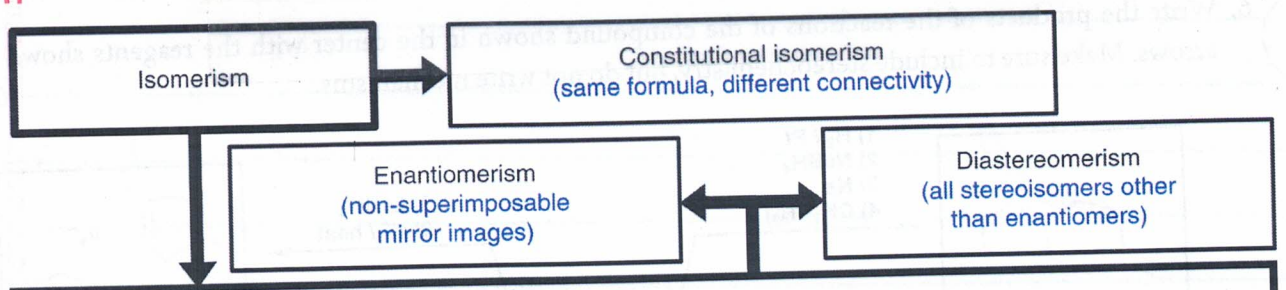 Isomerism
Constitutional isomerism
(same formula, different connectivity)
Enantiomerism
(non-superimposable
mirror images)
Diastereomerism
(all stereoisomers other
than enantiomers)